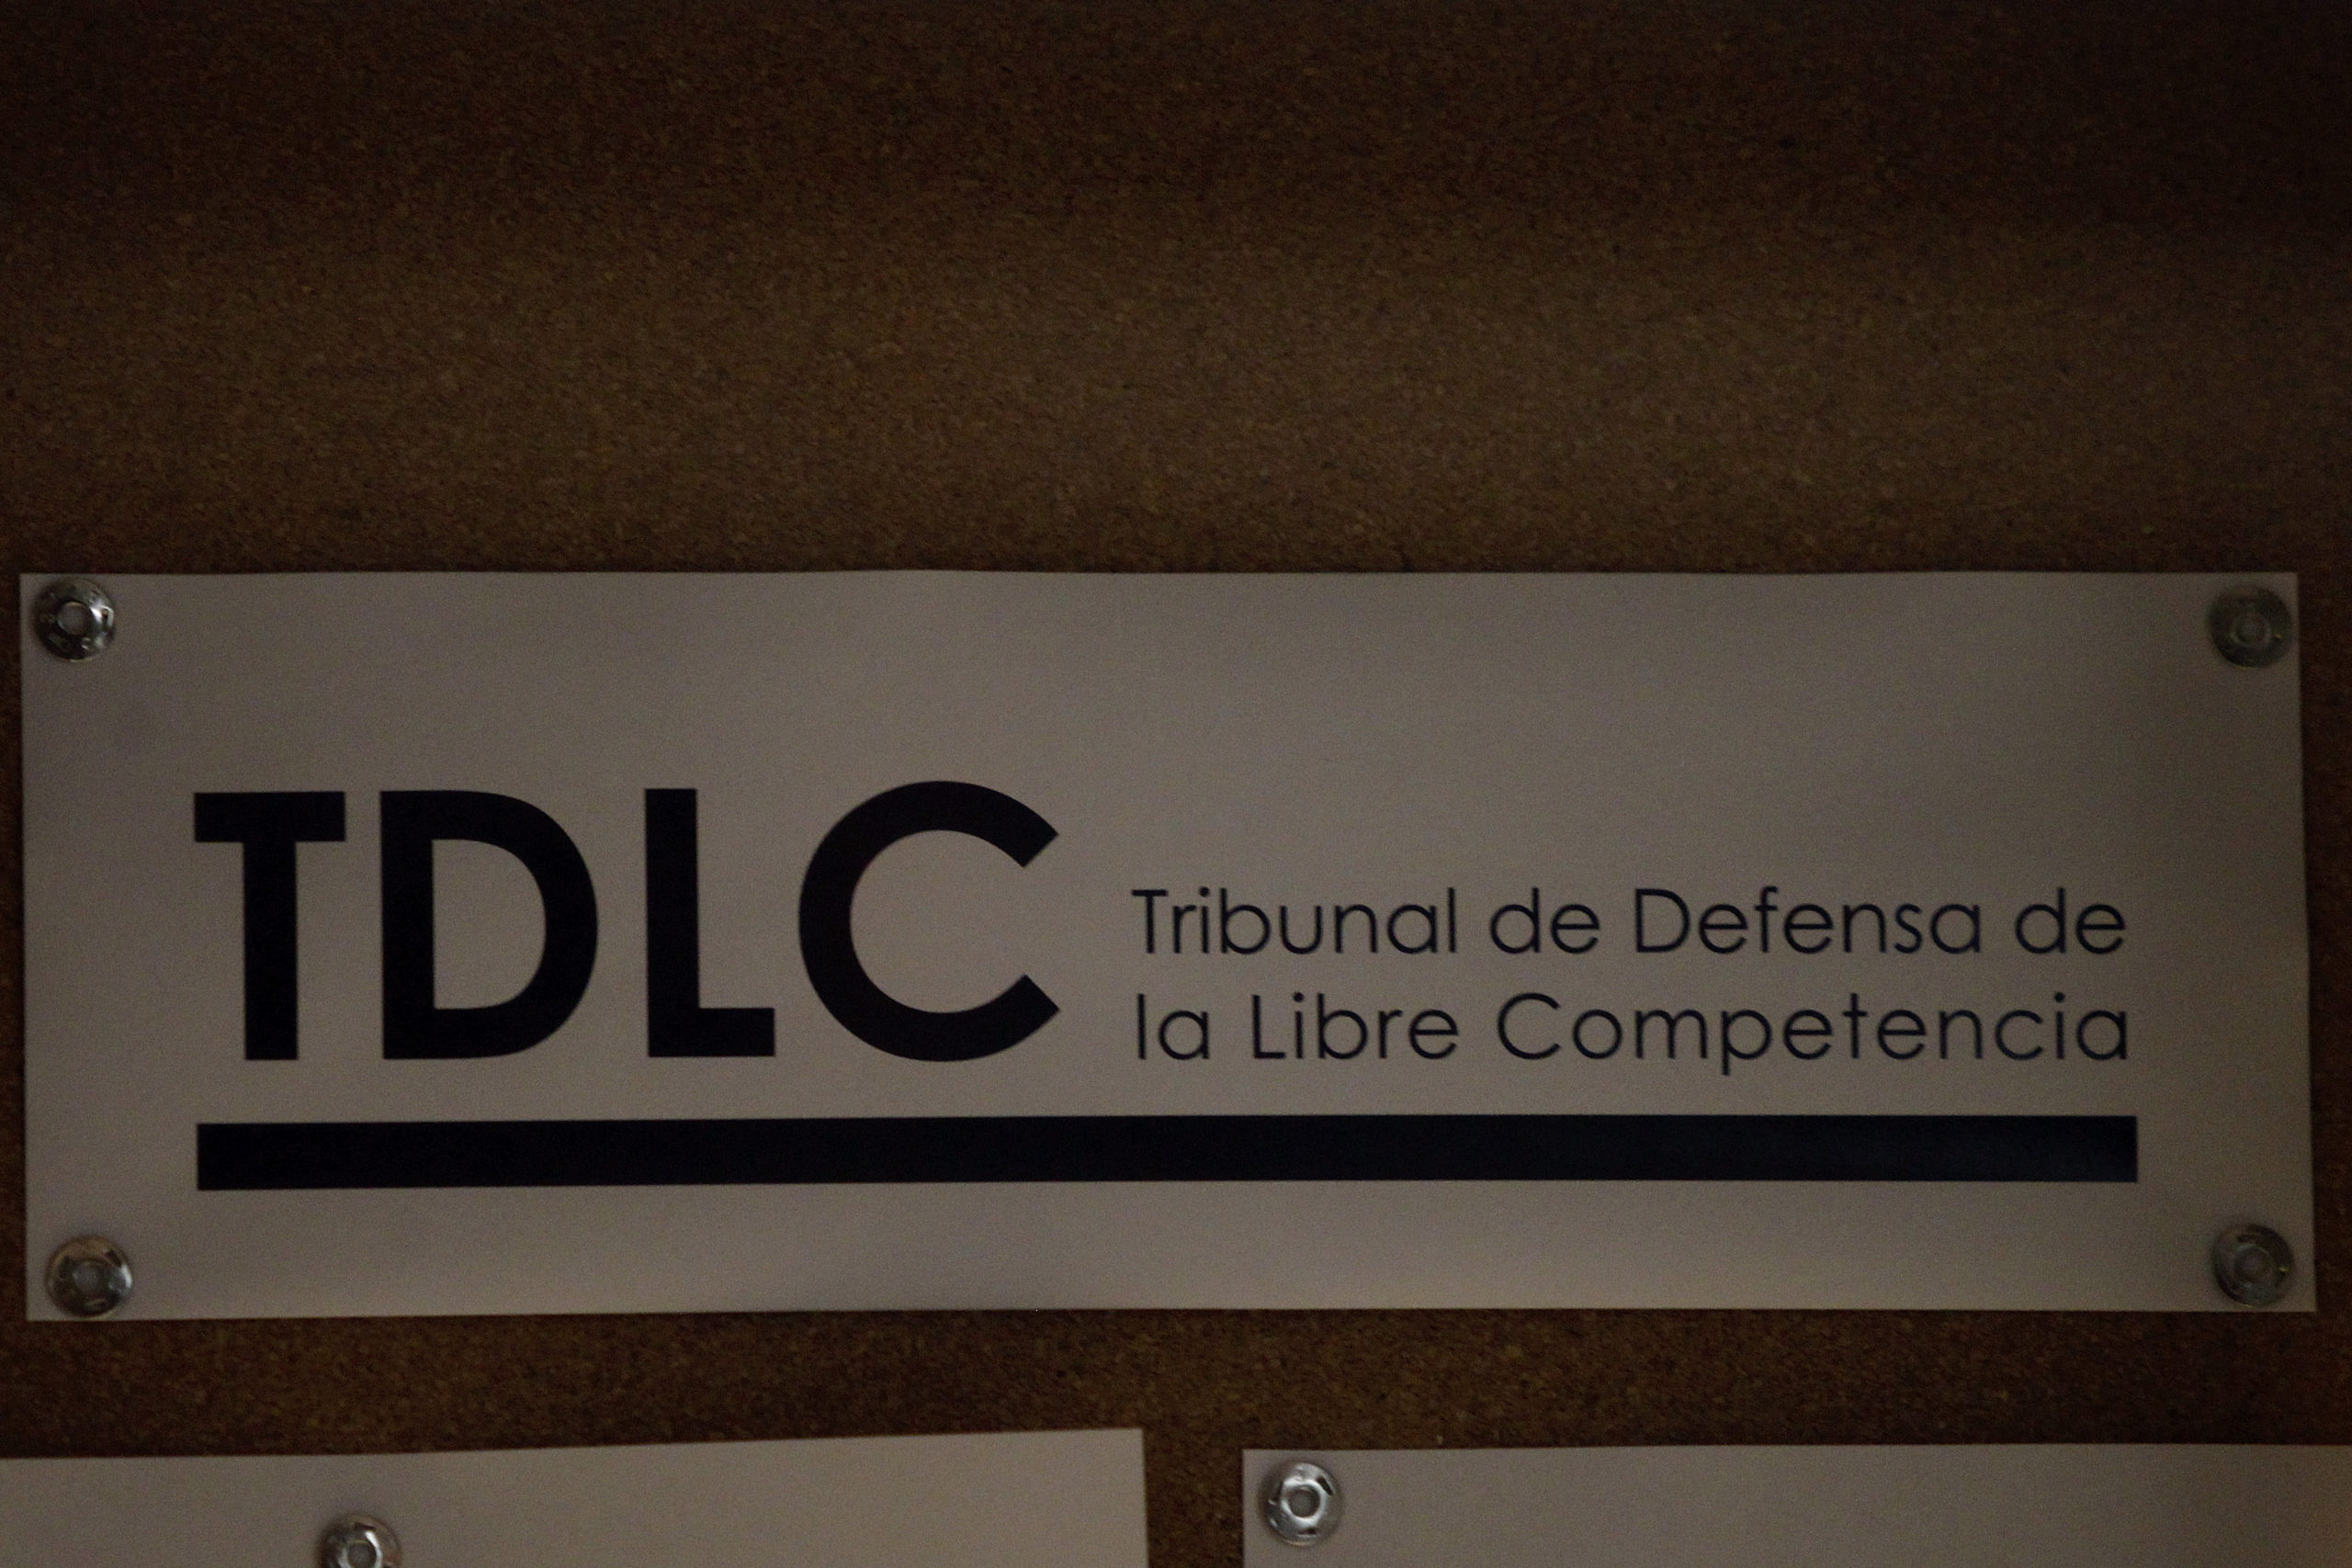 TDLC
Tribunal de Defensa de
la Libre Competencia